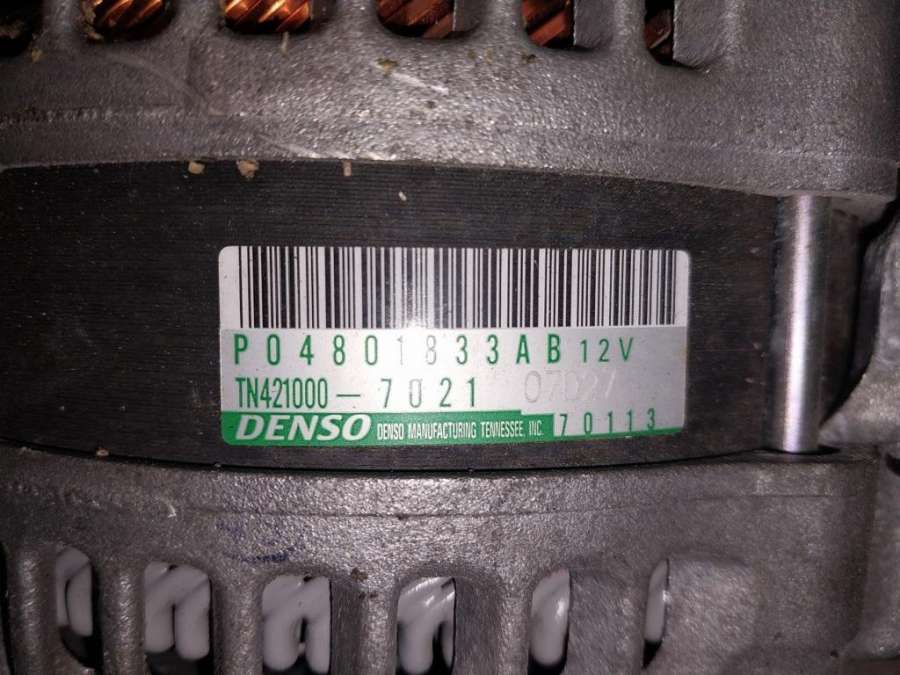 P04801833AB 12V
TN421000-7021
DENSO DENSO MANUFACTURING TENNESSEE, INC. 70113